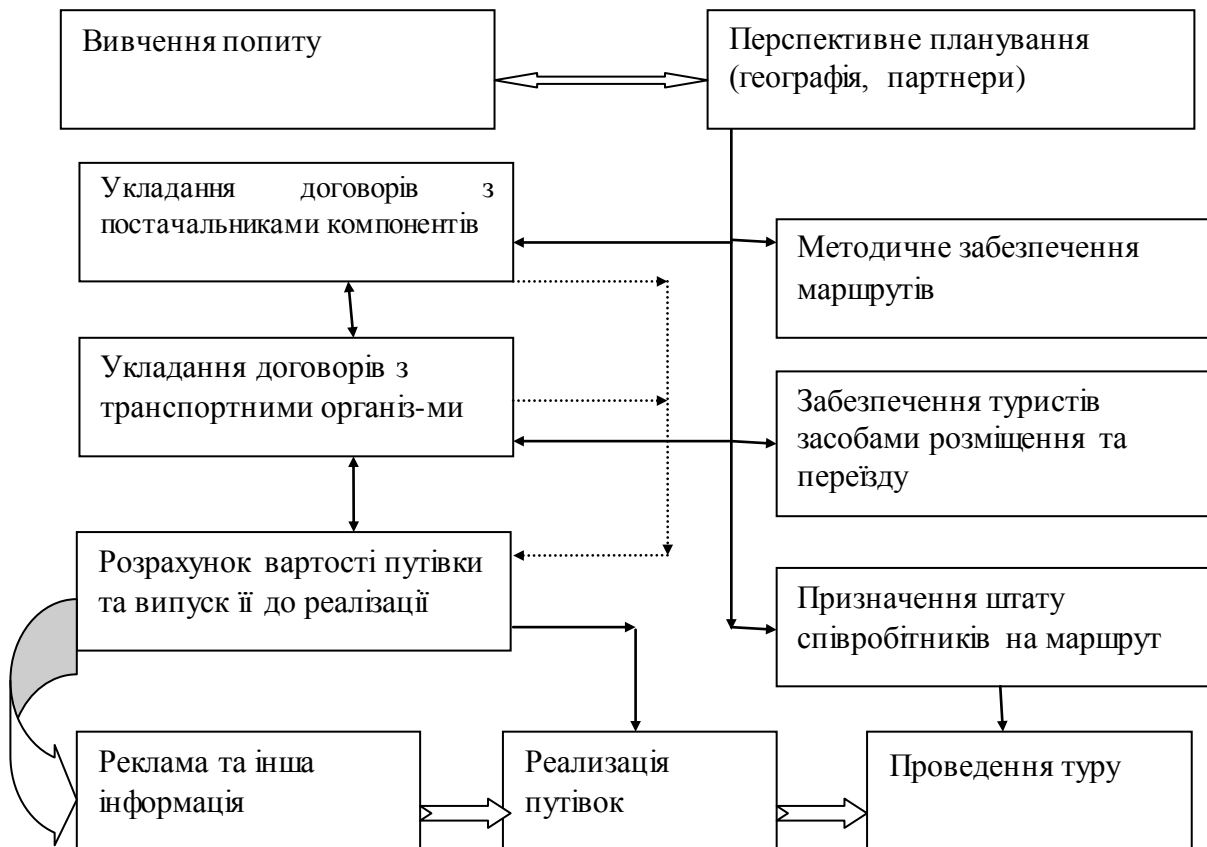 Вивчення попиту
Перспективне планування
(географія, партнери)
Укладання договорів з
постачальниками компонентів
Методичне забезпечення
маршрутів
Укладання договорів з
транспортними організ-ми
Забезпечення туристів
засобами розміщення та
переїзду
Розрахунок вартості путівки
та випуск її до реалізації
Призначення штату
співробітників на маршрут
Реклама та інша
інформація
Реализація
путівок
Проведення туру